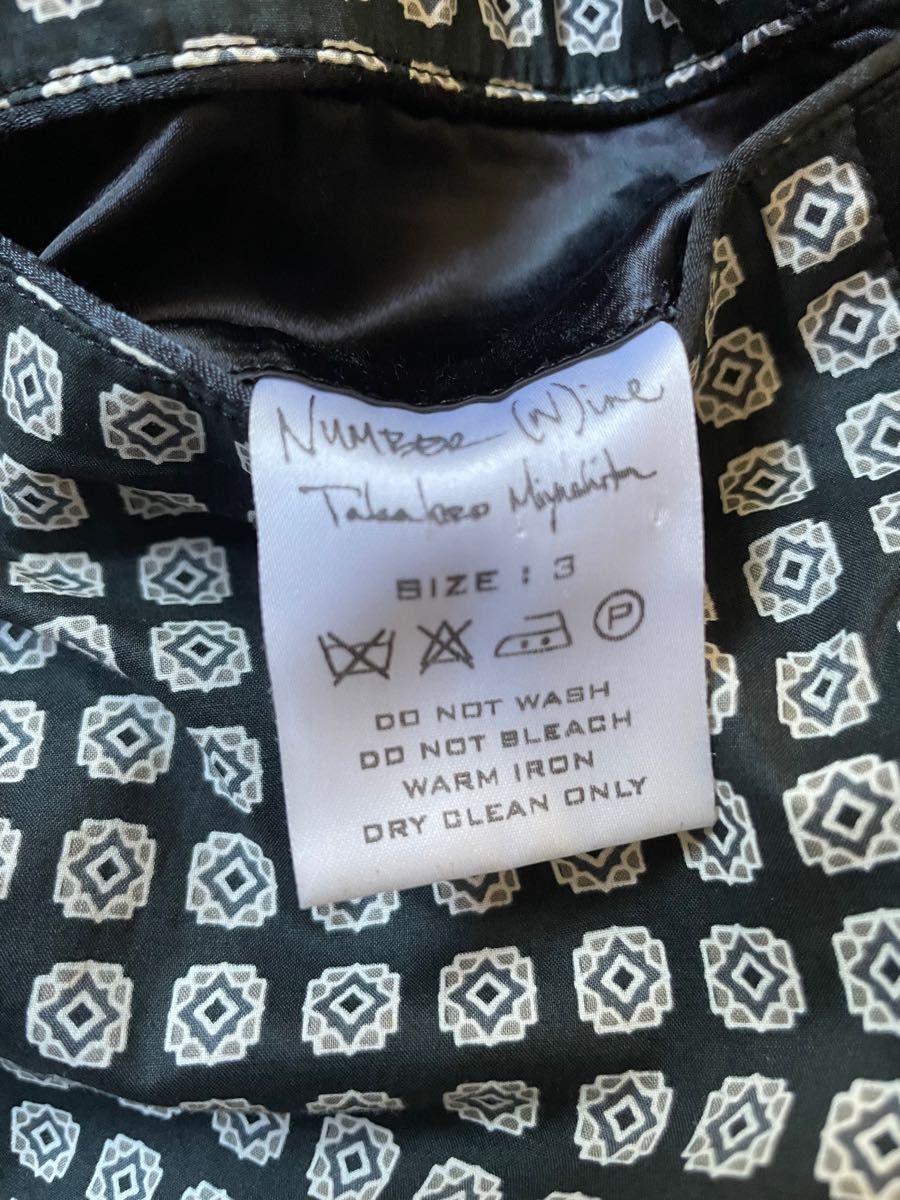 NUMBER (N)ine
Takahiro Miyashita
SIZE : 3
P
DO NOT WASH
DO NOT BLEACH
WARM IRON
DRY CLEAN ONLY